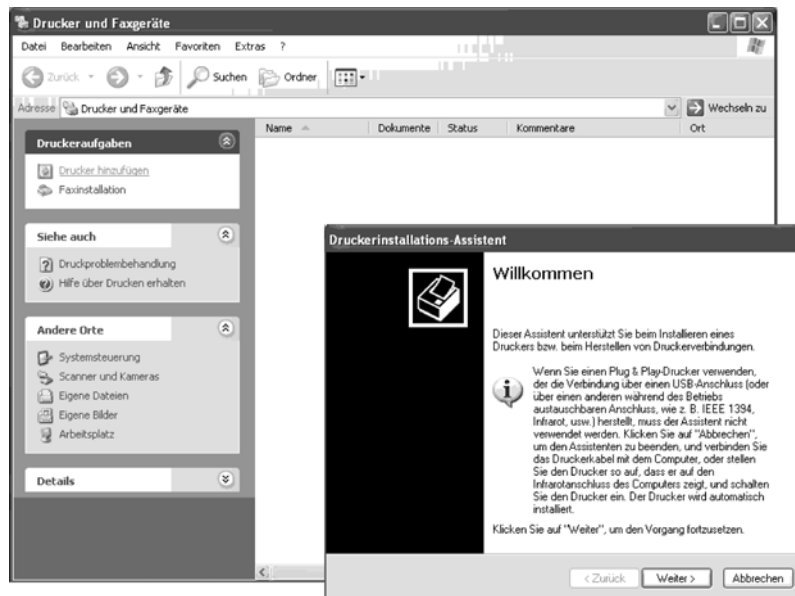 Drucker und Faxgeräte
Datei Bearbeiten Ansicht Favoriten Extras ?
Zurück Suchen Ordner
Adresse Drucker und Faxgeräte Wechseln zu
Name Dokumente Status Kommentare Ort
Druckeraufgaben
Drucker hinzufügen
Faxinstallation
Siehe auch
Druckproblembehandlung
Hilfe über Drucken erhalten
Andere Orte
Systemsteuerung
Scanner und Kameras
Eigene Dateien
Eigene Bilder
Arbeitsplatz
Details
Druckerinstallations-Assistent
Willkommen
Dieser Assistent unterstützt Sie beim Installieren eines
Druckers bzw. beim Herstellen von Druckerverbindungen.
Wenn Sie einen Plug & Play-Drucker verwenden,
der die Verbindung über einen USB-Anschluss (oder
über einen anderen während des Betriebs
austauschbaren Anschluss, wie z. B. IEEE 1394,
Infrarot, usw.) herstellt, muss der Assistent nicht
verwendet werden. Klicken Sie auf "Abbrechen",
um den Assistenten zu beenden, und verbinden Sie
das Druckerkabel mit dem Computer, oder stellen
Sie den Drucker so auf, dass er auf den
Infrarotanschluss des Computers zeigt, und schalten
Sie den Drucker ein. Der Drucker wird automatisch
installiert.
Klicken Sie auf "Weiter", um den Vorgang fortzusetzen.
< Zurück Weiter > Abbrechen